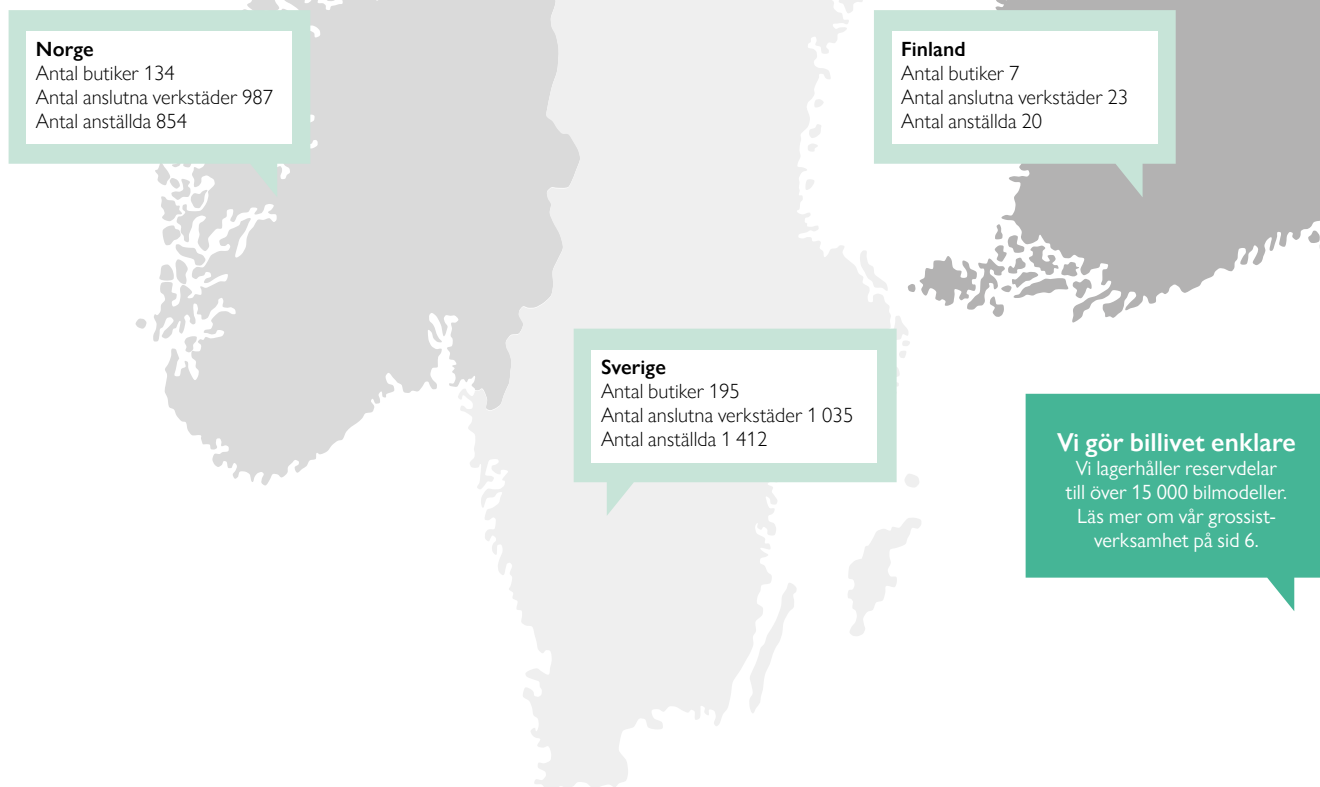 Norge
Antal butiker 134
Antal anslutna verkstäder 987
Antal anställda 854
Finland
Antal butiker 7
Antal anslutna verkstäder 23
Antal anställda 20
Sverige
Antal butiker 195
Antal anslutna verkstäder 1 035
Antal anställda 1 412
Vi gör billivet enklare
Vi lagerhåller reservdelar
till över 15 000 bilmodeller.
Läs mer om vår grossist-
verksamhet på sid 6.